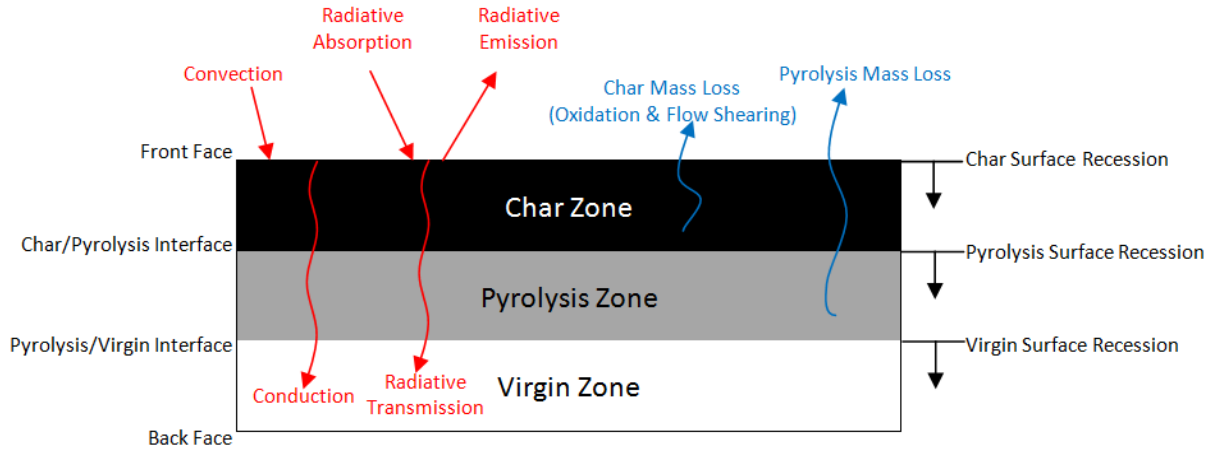 Radiative
Absorption
Radiative
Emission
Convection
Char Mass Loss
(Oxidation & Flow Shearing)
Pyrolysis Mass Loss
Front Face
Char Surface Recession
Char Zone
Char/Pyrolysis Interface
Pyrolysis Surface Recession
Pyrolysis Zone
Pyrolysis/Virgin Interface
Virgin Surface Recession
Conduction
Radiative
Transmission
Virgin Zone
Back Face